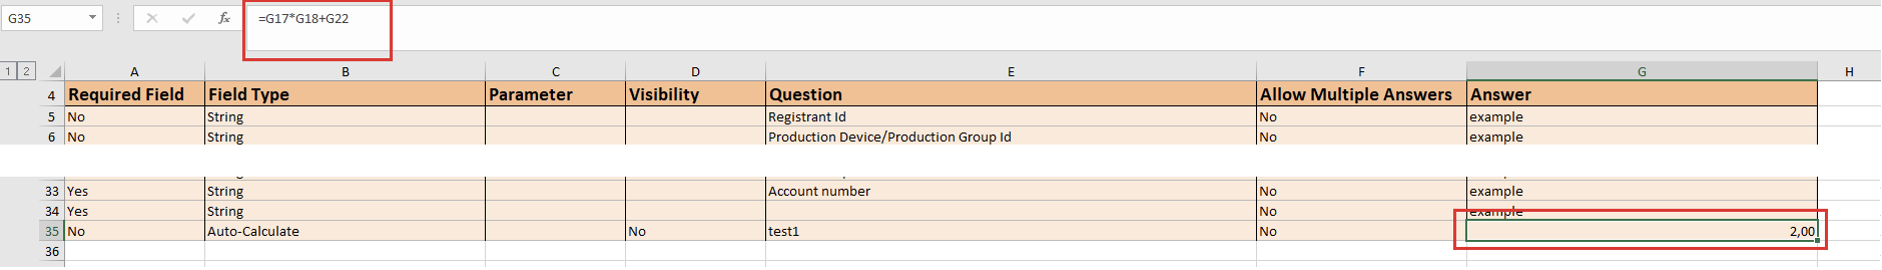 G35 fx =G17*G18+G22
1 2 A B C D E F G H
4 Required Field Field Type Parameter Visibility Question Allow Multiple Answers Answer
5 No String Registrant Id No example
6 No String Production Device/Production Group Id No example
33 Yes String Account number No example
34 Yes String No example
35 No Auto-Calculate No test1 No 2,00
36